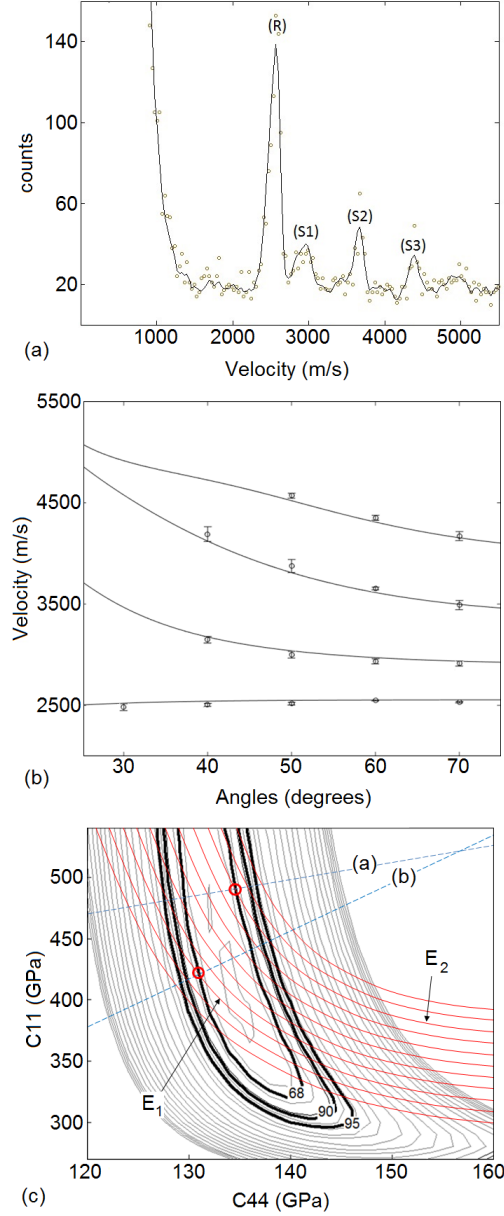 140
100
60
20
counts
(R)
(S1)
(S2)
(S3)
1000 2000 3000 4000 5000
Velocity (m/s)
(a)
5500
4500
3500
2500
Velocity (m/s)
30 40 50 60 70
Angles (degrees)
(b)
500
450
400
350
300
C11 (GPa)
(a)
(b)
E2
E1
68
90
95
120 130 140 150 160
C44 (GPa)
(c)